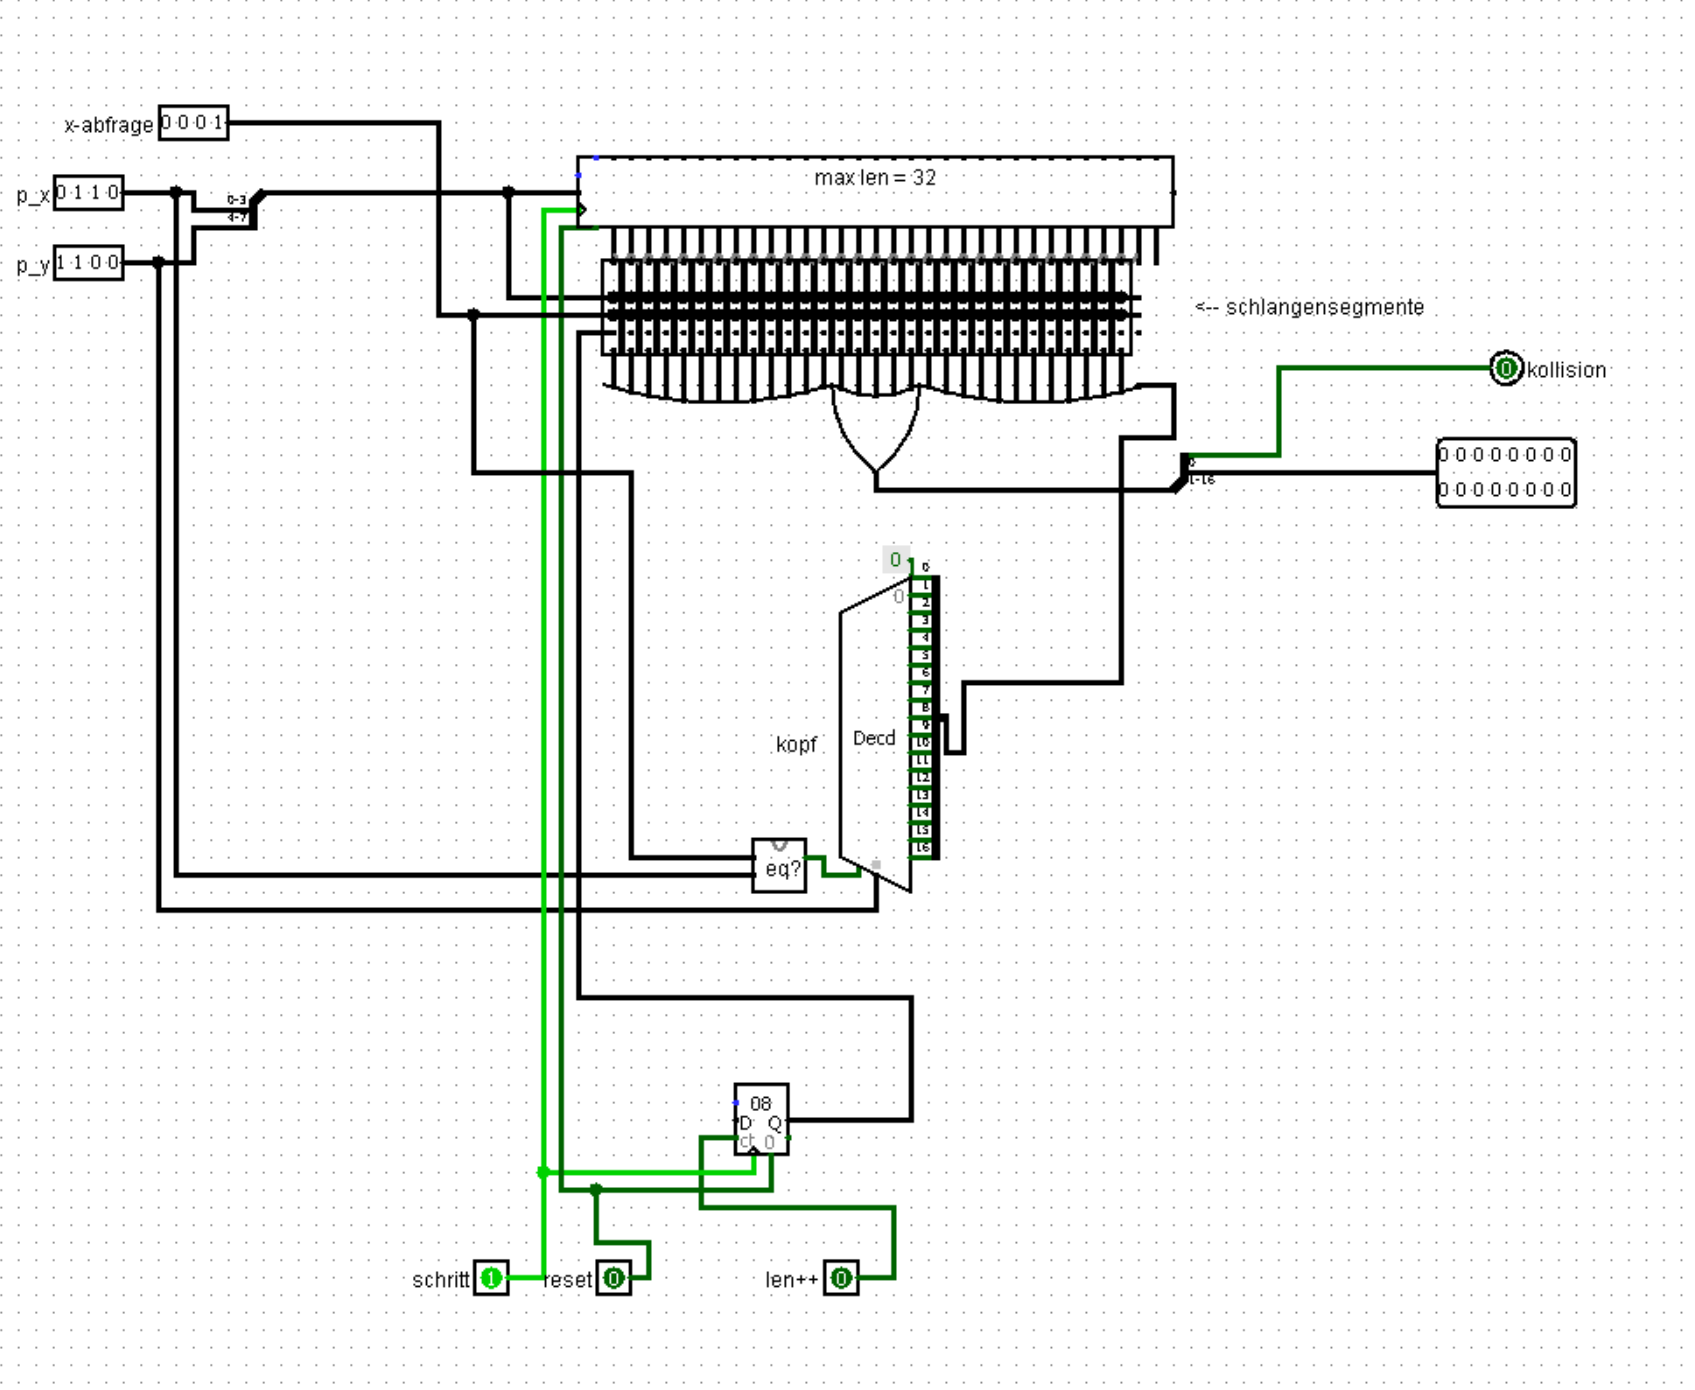 x-abfrage 0 0 0 1
p_x 0 1 1 0
0-3
4-7
p_y 1 1 0 0
max len = 32
<-- schlangensegmente
0 kollision
0 0 0 0 0 0 0 0
0 0 0 0 0 0 0 0
0
1-16
0
0
0
1
2
3
4
5
6
7
8
9
10
11
12
13
14
15
16
kopf
Decd
eq?
08
D Q
ct 0
schritt 1
reset 0
len++ 0